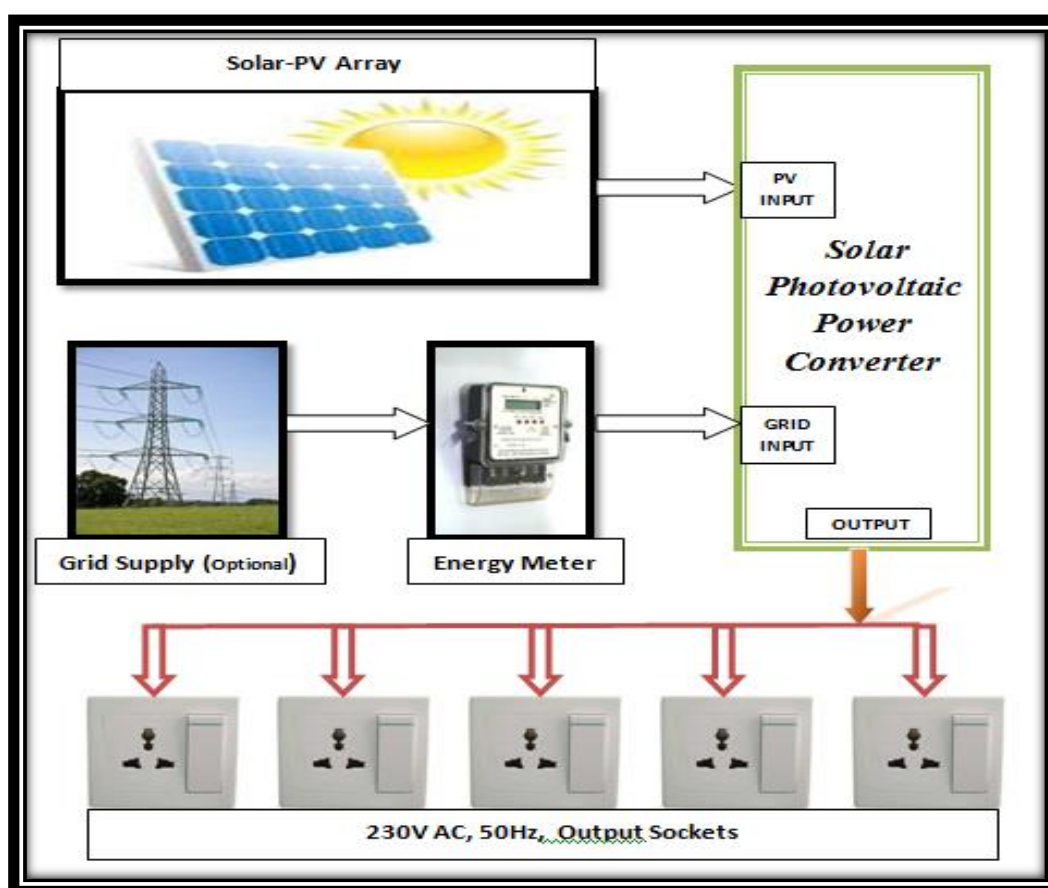 Solar-PV Array
PV
INPUT
Solar
Photovoltaic
Power
Converter
GRID
INPUT
OUTPUT
Grid Supply (Optional)
Energy Meter
230V AC, 50Hz, Output Sockets